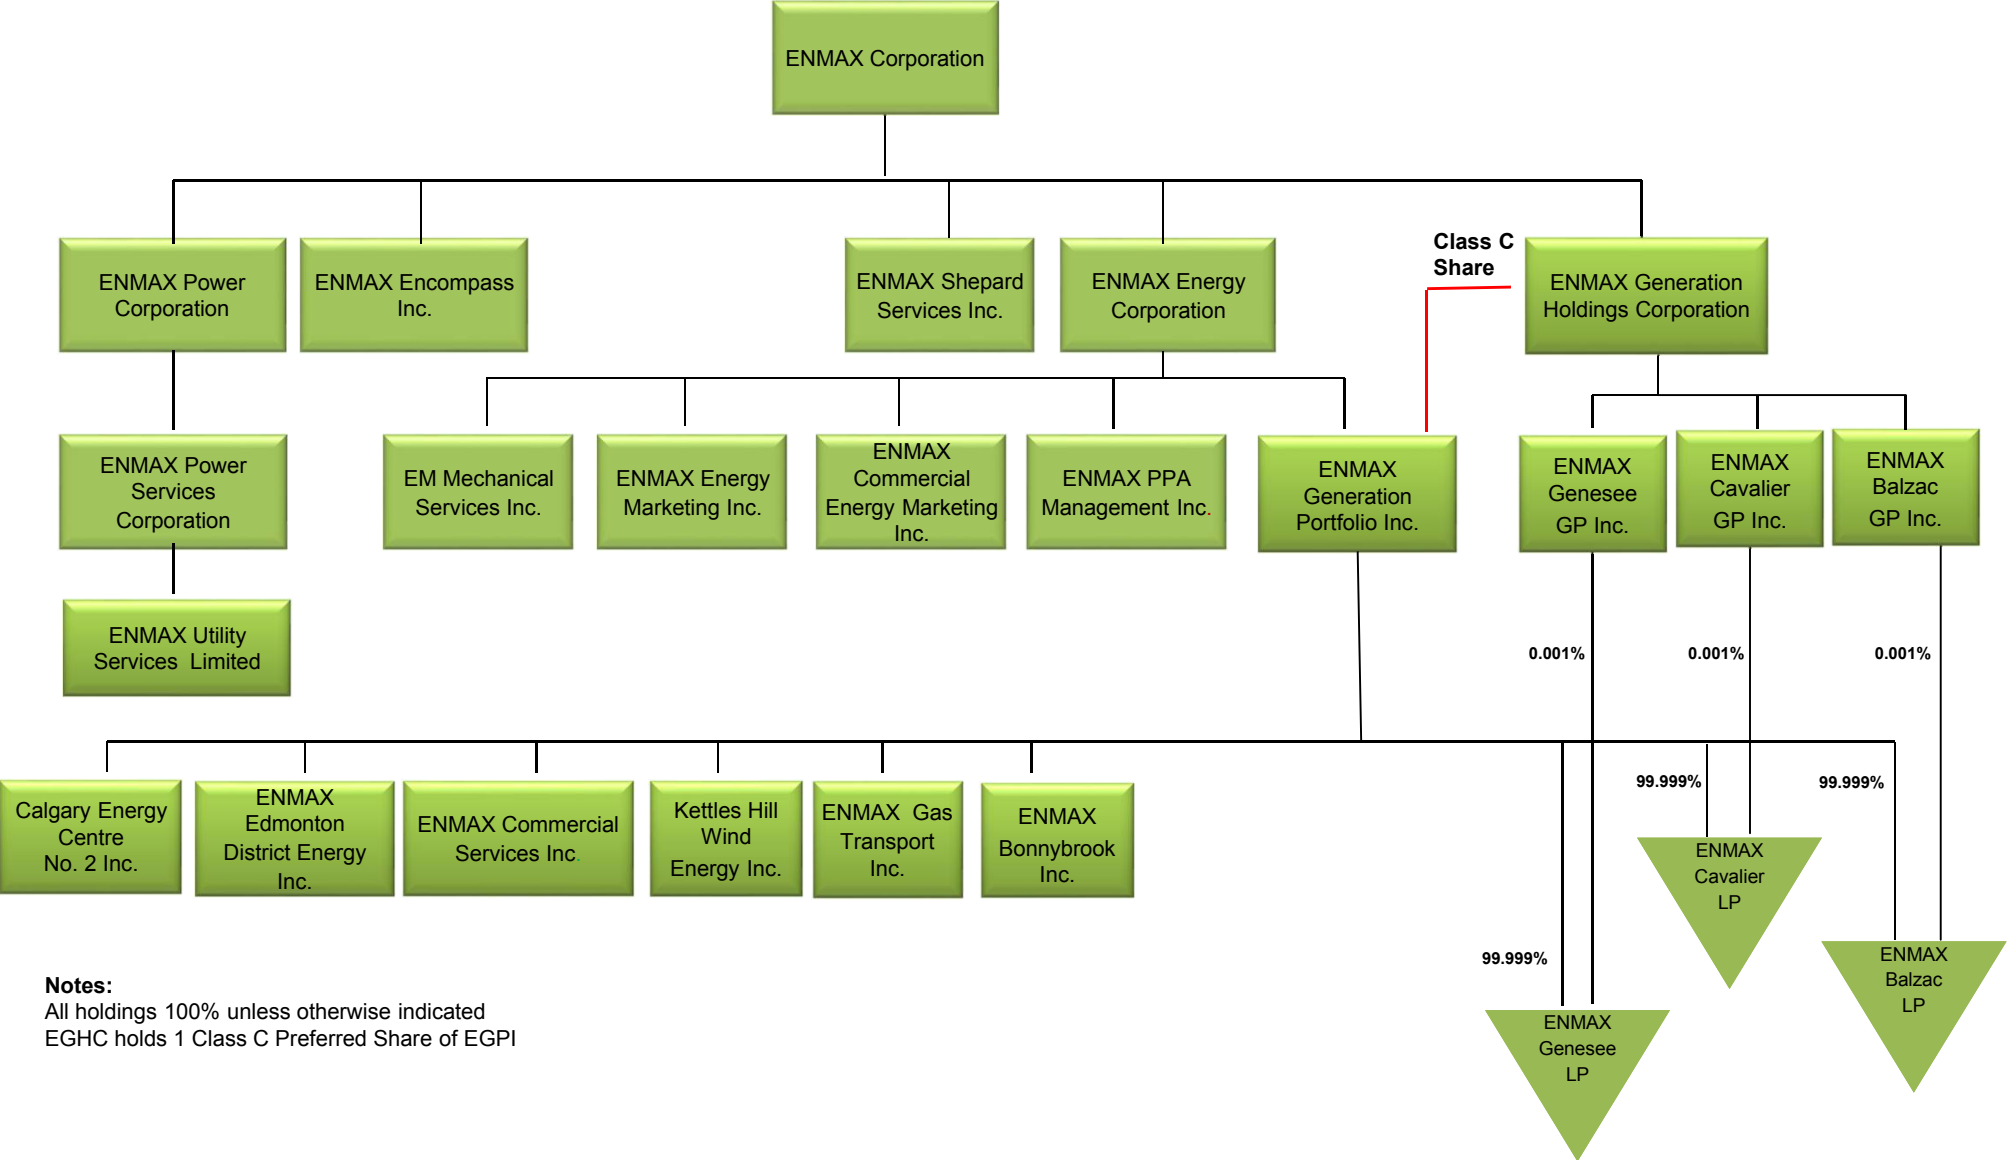 ENMAX Corporation
Class C
Share
ENMAX Power
Corporation
ENMAX Encompass
Inc.
ENMAX Shepard
Services Inc.
ENMAX Energy
Corporation
ENMAX Generation
Holdings Corporation
ENMAX Power
Services
Corporation
EM Mechanical
Services Inc.
ENMAX Energy
Marketing Inc.
ENMAX
Commercial
Energy Marketing
Inc.
ENMAX PPA
Management Inc.
ENMAX
Generation
Portfolio Inc.
ENMAX
Genesee
GP Inc.
ENMAX
Cavalier
GP Inc.
ENMAX
Balzac
GP Inc.
ENMAX Utility
Services  Limited
0.001%
0.001%
0.001%
Calgary Energy
Centre
No. 2 Inc.
ENMAX
Edmonton
District Energy
Inc.
ENMAX Commercial
Services Inc.
Kettles Hill
Wind
Energy Inc.
ENMAX  Gas
Transport
Inc.
ENMAX
Bonnybrook
Inc.
99.999%
99.999%
ENMAX
Cavalier
LP
99.999%
ENMAX
Balzac
LP
ENMAX
Genesee
LP
Notes:
All holdings 100% unless otherwise indicated
EGHC holds 1 Class C Preferred Share of EGPI